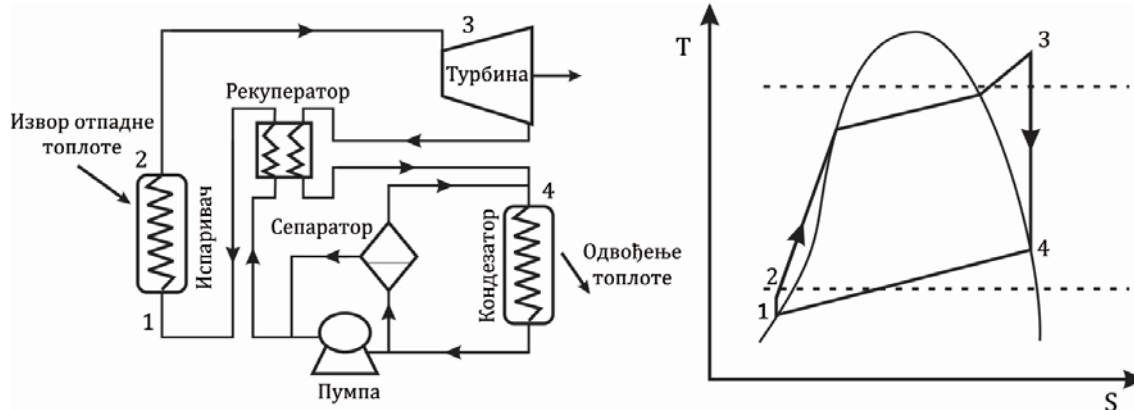 3
Турбина
Рекуператор
Извор отпадне
топлоте
2
Испаривач
1
Сепаратор
4
Кондезатор
Одвођење
топлоте
Пумпа
T
3
4
2
1
S